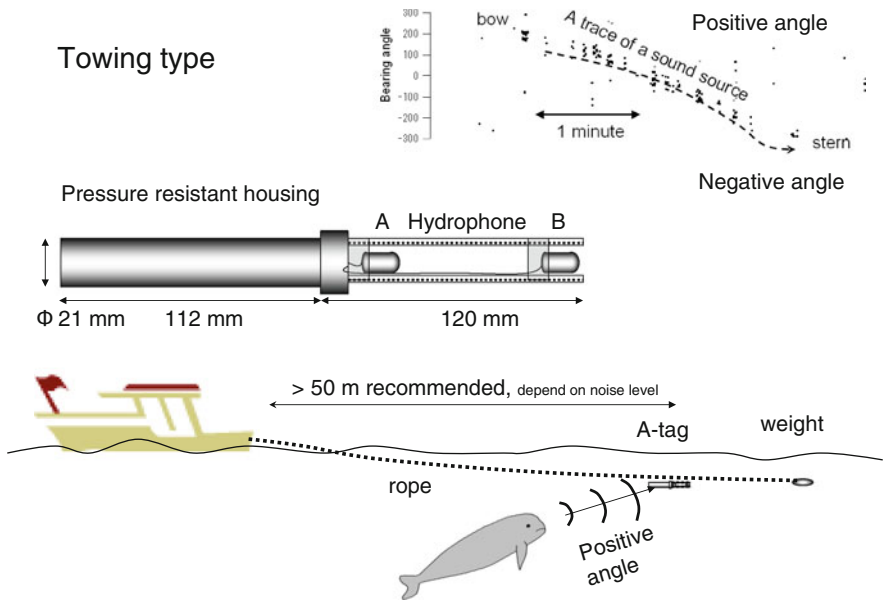 Towing type
Bearing angle
300
200
100
0
-100
-200
-300
bow
A trace of a sound source
Positive angle
1 minute
stern
Negative angle
Pressure resistant housing
A Hydrophone B
Φ 21 mm 112 mm 120 mm
> 50 m recommended, depend on noise level
A-tag weight
rope
Positive
angle